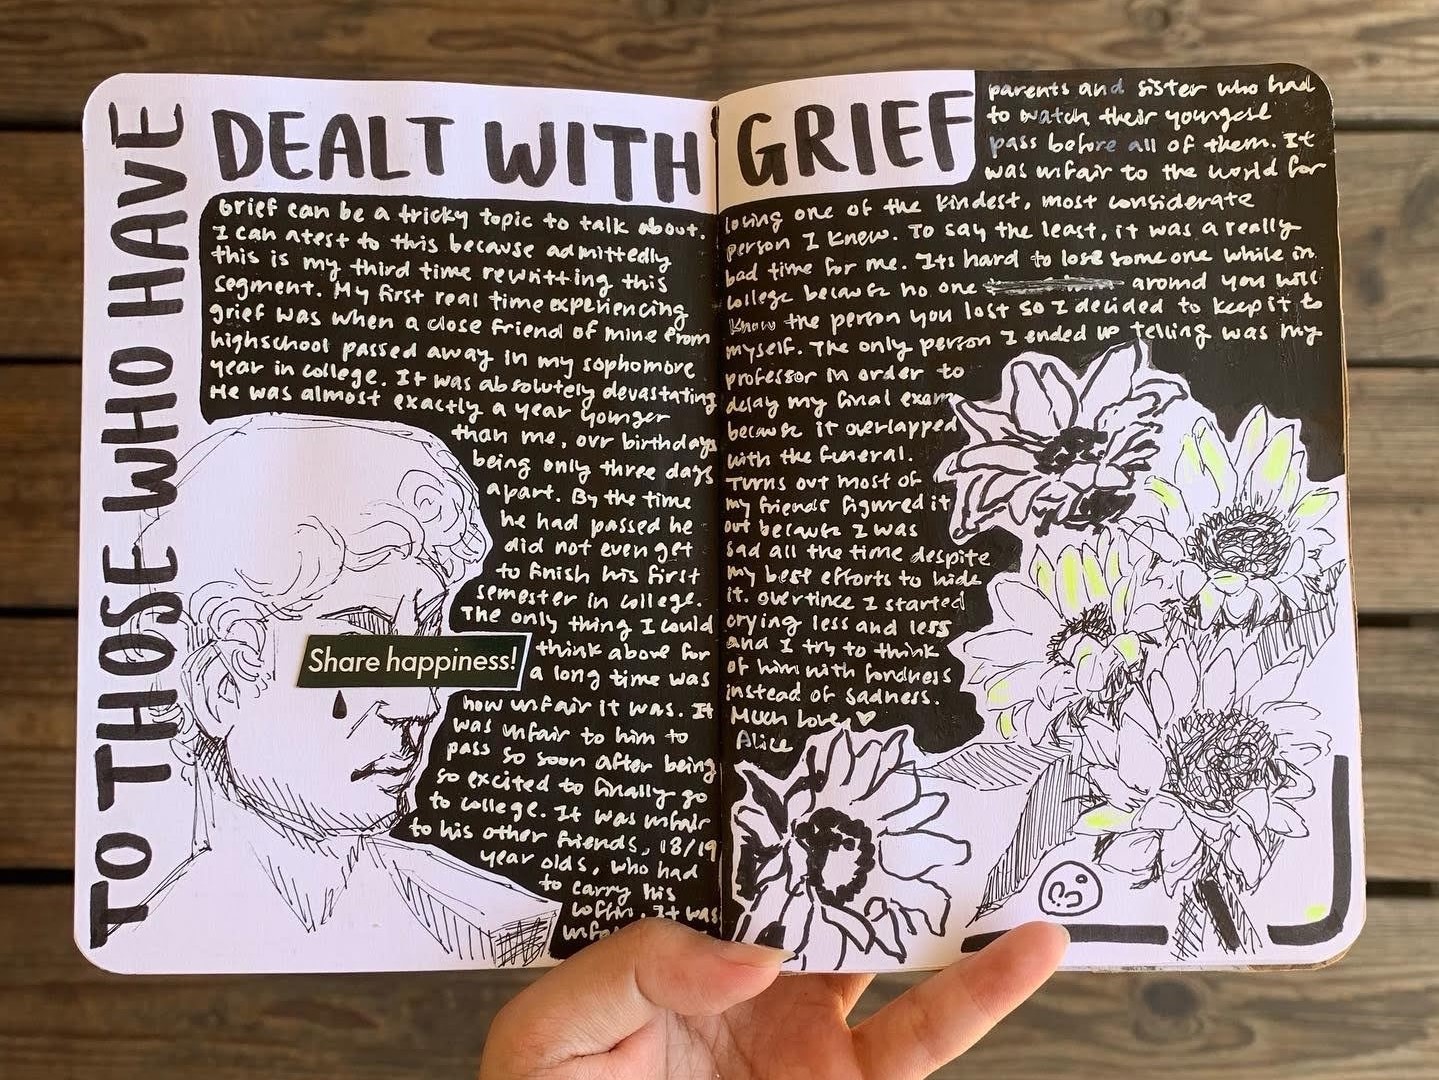 TO THOSE WHO HAVE
DEALT WITH GRIEF
Grief can be a tricky topic to talk about.
I can atest to this because admittedly
this is my third time rewritting this
segment. My first real time experiencing
grief was when a close friend of mine from
highschool passed away in my sophomore
year in college. It was absolutely devastating
He was almost exactly a year younger
than me, our birthdays
being only three days
apart. By the time
he had passed he
did not even get
to finish his first
semester in college.
The only thing I could
think above for
a long time was
how unfair it was. It
was unfair to him to
pass so soon after being
so excited to finally go
to college. It was unfair
to his other friends, 18/19
year olds, who had
to carry his
coffin. It was
Share happiness!
parents and sister who had
to watch their youngest
pass before all of them. It
was unfair to the world for
losing one of the kindest, most considerate
person I knew. To say the least, it was a really
bad time for me. Its hard to lose someone while in
college because no one around you will
know the person you lost so I decided to keep it to
myself. The only person I ended up telling was my
professor in order to
delay my final exam
because it overlapped
with the funeral.
Turns out most of
my friends figured it
out because I was
sad all the time despite
my best efforts to hide
it. Overtime I started
crying less and less
and I try to think
of him with fondness
instead of sadness.
Much Love, ♡
Alice